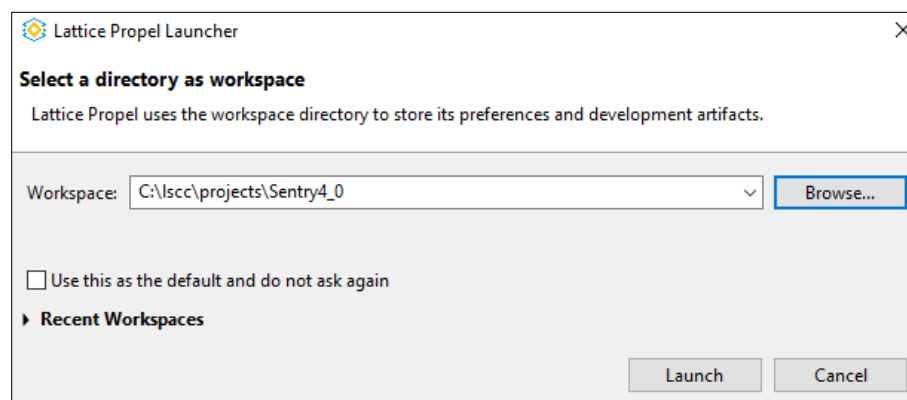 Lattice Propel Launcher
Select a directory as workspace
Lattice Propel uses the workspace directory to store its preferences and development artifacts.
Workspace: C:\lscc\projects\Sentry4_0 Browse...
Use this as the default and do not ask again
Recent Workspaces
Launch Cancel